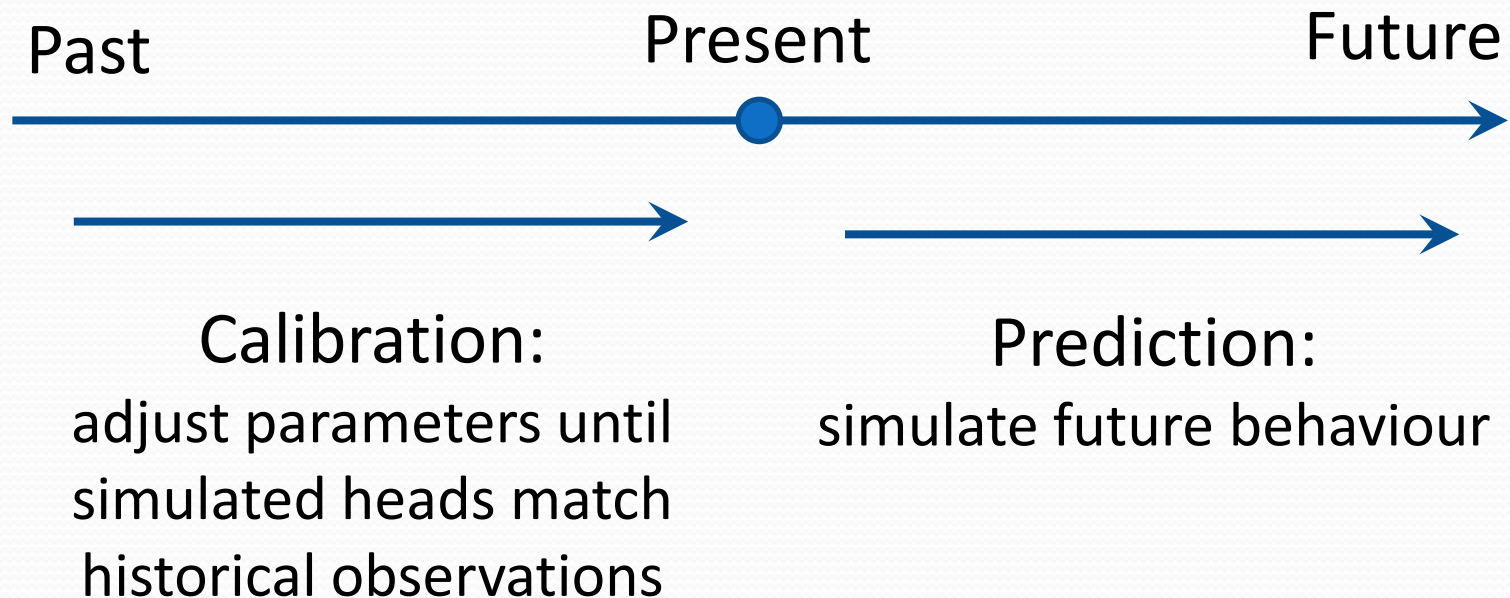 Past
Present
Future
Calibration:
adjust parameters until
simulated heads match
historical observations
Prediction:
simulate future behaviour